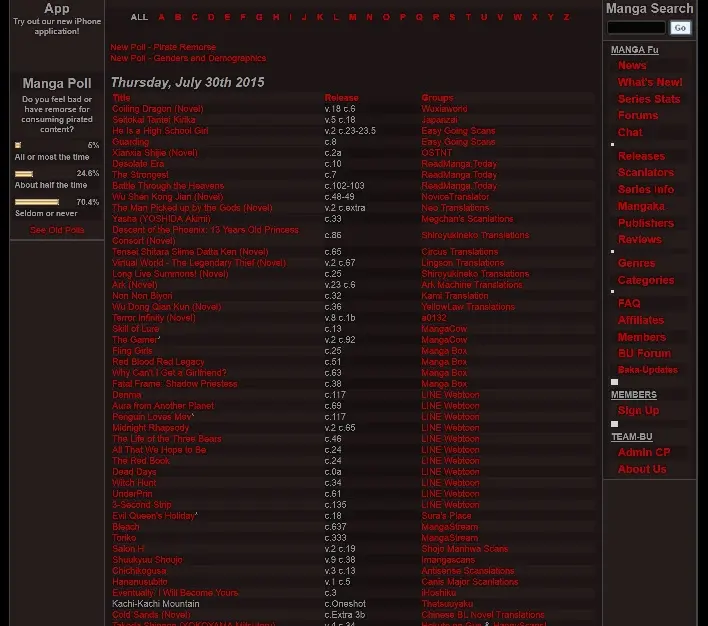 App
Try out our new iPhone
application!
Manga Poll
Do you feel bad or
have remorse for
consuming pirated
content?
6%
All or most the time
24.6%
About half the time
70.4%
Seldom or never
See Old Polls
ALL A B C D E F G H I J K L M N O P Q R S T U V W X Y Z
New Poll - Pirate Remorse
New Poll - Genders and Demographics
Thursday, July 30th 2015
Title Release Groups
Coiling Dragon (Novel) v.18 c.6 Wuxiaworld
v.5 c.18 Japanzai
He Is a High School Girl v.2 c.23-23.5 Easy Going Scans
Guarding c.8 Easy Going Scans
Xianxia Shijie (Novel) c.2a OSTNT
Desolate Era c.10 ReadManga.Today
The Strongest c.7 ReadManga.Today
Battle Through the Heavens c.102-103 ReadManga.Today
Wu Shen Kong Jian (Novel) c.48-49 NoviceTranslator
The Man Picked up by the Gods (Novel) v.2 c.extra Neo Translations
Yasha (YOSHIDA Akimi) c.33 Megchan's Scanlations
Descent of the Phoenix: 13 Years Old Princess
Consort (Novel) c.86 Shiroyukineko Translations
Tensei Shitara Slime Datta Ken (Novel) c.65 Circus Translations
Virtual World - The Legendary Thief (Novel) v.2 c.67 Lingson Translations
Long Live Summons! (Novel) c.25 Shiroyukineko Translations
Ark (Novel) v.23 c.6 Ark Machine Translations
Non Non Biyori c.32 Kami Translation
Wu Dong Qian Kun (Novel) c.36 YellowLaw Translations
Terror Infinity (Novel) v.8 c.1b a0132
Skill of Lure c.13 MangaCow
The Gamer* v.2 c.92 MangaCow
Fling Girls c.25 Manga Box
Red Blood Red Legacy c.51 Manga Box
Why Can't I Get a Girlfriend? c.63 Manga Box
Fatal Frame: Shadow Priestess c.38 Manga Box
Denma c.117 LINE Webtoon
Aura from Another Planet c.69 LINE Webtoon
Penguin Loves Mev* c.117 LINE Webtoon
Midnight Rhapsody v.2 c.65 LINE Webtoon
The Life of the Three Bears c.46 LINE Webtoon
All That We Hope to Be c.24 LINE Webtoon
The Red Book c.24 LINE Webtoon
Dead Days c.0a LINE Webtoon
Witch Hunt c.34 LINE Webtoon
UnderPrin c.61 LINE Webtoon
3-Second Strip c.135 LINE Webtoon
Evil Queen's Holiday* c.18 Sura's Place
Bleach c.637 MangaStream
Toriko c.333 MangaStream
Salon H v.2 c.19 Shojo Manhwa Scans
Shuukyuu Shoujo v.9 c.38 Imangascans
Chichikogusa v.3 c.13 Antisense Scanlations
Hananusubito v.1 c.5 Canis Major Scanlations
Eventually I Will Become Yours c.3 iHoshiku
Kachi-Kachi Mountain c.Oneshot Thatsuuyaku
Cold Sands (Novel) c.Extra 3b Chinese BL Novel Translations
v.4 c.34
Manga Search
Go
MANGA Fu
News
What's New!
Series Stats
Forums
Chat
Releases
Scanlators
Series Info
Mangaka
Publishers
Reviews
Genres
Categories
FAQ
Affiliates
Members
BU Forum
Baka-Updates
MEMBERS
Sign Up
TEAM-BU
Admin CP
About Us